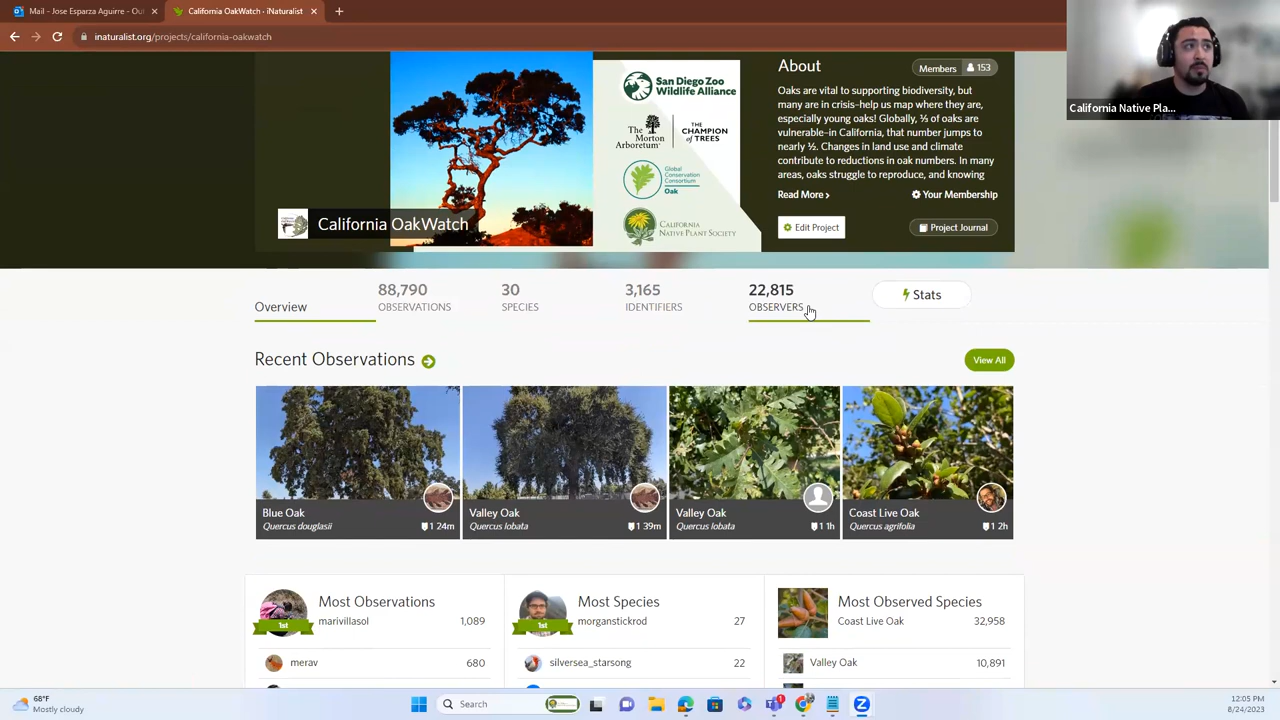 Mail - Jose Esparza Aguirre - Ou
California OakWatch · iNaturalist
inaturalist.org/projects/california-oakwatch
California Native Pla...
San Diego Zoo
Wildlife Alliance
The
Morton
Arboretum
THE
CHAMPION
of TREES
Global
Conservation
Consortium
Oak
CALIFORNIA
NATIVE PLANT SOCIETY
California OakWatch
About
Members 153
Oaks are vital to supporting biodiversity, but
many are in crisis–help us map where they are,
especially young oaks! Globally, ⅓ of oaks are
vulnerable–in California, that number jumps to
nearly ½. Changes in land use and climate
contribute to reductions in oak numbers. In many
areas, oaks struggle to reproduce, and knowing
Read More ›
Your Membership
Edit Project
Project Journal
Overview
88,790
OBSERVATIONS
30
SPECIES
3,165
IDENTIFIERS
22,815
OBSERVERS
Stats
Recent Observations
View All
Blue Oak
Quercus douglasii
1 24m
Valley Oak
Quercus lobata
1 39m
Valley Oak
Quercus lobata
1 1h
Coast Live Oak
Quercus agrifolia
1 2h
1st
Most Observations
marivillasol 1,089
merav 680
1st
Most Species
morganstickrod 27
silversea_starsong 22
Most Observed Species
Coast Live Oak 32,958
Valley Oak 10,891
68°F
Mostly cloudy
Search
1
12:05 PM
8/24/2023